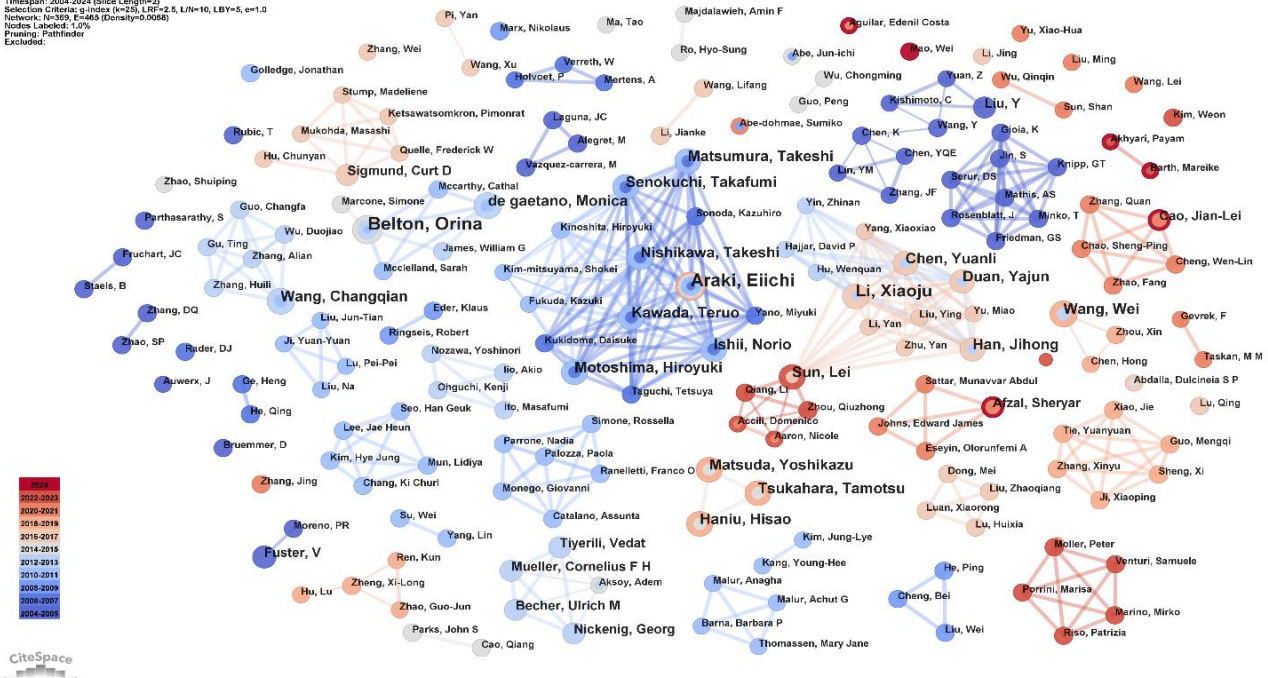 Timespan: 2004-2024 (Slice Length=2)
Selection Criteria: g-index (k=25), LRF=2.5, L/N=10, LBY=5, e=1.0
Network: N=389, E=465 (Density=0.0068)
Nodes Labeled: 1.0%
Pruning: Pathfinder
Excluded:
Pi, Yan
Marx, Nikolaus
Ma, Tao
Majdalawieh, Amin F
Aguilar, Edenil Costa
Yu, Xiao-Hua
Zhang, Wei
Ro, Hyo-Sung
Abe, Jun-ichi
Mao, Wei
Li, Jing
Liu, Ming
Golledge, Jonathan
Wang, Xu
Verreth, W
Holvoet, P
Mertens, A
Wang, Lifang
Wu, Chongming
Yuan, Z
Wu, Qinqin
Wang, Lei
Stump, Madeliene
Guo, Peng
Kishimoto, C
Liu, Y
Sun, Shan
Ketsawatsomkron, Pimonrat
Laguna, JC
Abe-dohmae, Sumiko
Wang, Y
Kim, Weon
Rubic, T
Mukohda, Masashi
Li, Jianke
Chen, K
Gioia, K
Akhyari, Payam
Hu, Chunyan
Quelle, Frederick W
Alegret, M
Matsumura, Takeshi
Chen, YQE
Jin, S
Sigmund, Curt D
Vazquez-carrera, M
Lin, YM
Knipp, GT
Barth, Mareike
Zhao, Shuiping
Mccarthy, Cathal
Senokuchi, Takafumi
Zhang, JF
Serur, DS
Mathis, AS
Marcone, Simone
de gaetano, Monica
Yin, Zhinan
Zhang, Quan
Guo, Changfa
Parthasarathy, S
Belton, Orina
Kinoshita, Hiroyuki
Sonoda, Kazuhiro
Rosenblatt, J
Minko, T
Cao, Jian-Lei
Wu, Duojiao
Yang, Xiaoxiao
Friedman, GS
Gu, Ting
James, William G
Nishikawa, Takeshi
Hajjar, David P
Chao, Sheng-Ping
Fruchart, JC
Zhang, Alian
Mcclelland, Sarah
Kim-mitsuyama, Shokei
Chen, Yuanli
Hu, Wenquan
Cheng, Wen-Lin
Staels, B
Zhang, Huili
Araki, Eiichi
Duan, Yajun
Zhao, Fang
Wang, Changqian
Fukuda, Kazuki
Li, Xiaoju
Zhang, DQ
Eder, Klaus
Kawada, Teruo
Yano, Miyuki
Liu, Ying
Yu, Miao
Wang, Wei
Gevrek, F
Liu, Jun-Tian
Li, Yan
Ringseis, Robert
Zhou, Xin
Zhao, SP
Rader, DJ
Ji, Yuan-Yuan
Kukidome, Daisuke
Ishii, Norio
Zhu, Yan
Han, Jihong
Nozawa, Yoshinori
Taskan, M M
Lu, Pei-Pei
Iio, Akio
Motoshima, Hiroyuki
Sun, Lei
Chen, Hong
Auwerx, J
Ge, Heng
Liu, Na
Ohguchi, Kenji
Taguchi, Tetsuya
Qiang, Li
Sattar, Munavvar Abdul
Abdalla, Dulcineia S P
He, Qing
Seo, Han Geuk
Ito, Masafumi
Zhou, Qiuzhong
Afzal, Sheryar
Xiao, Jie
Lu, Qing
Lee, Jae Heun
Simone, Rossella
Accili, Domenico
Johns, Edward James
Tie, Yuanyuan
Bruemmer, D
Parrone, Nadia
Aaron, Nicole
Eseyin, Olorunfemi A
Guo, Mengqi
Kim, Hye Jung
Mun, Lidiya
Palozza, Paola
Ranelletti, Franco O
Matsuda, Yoshikazu
Dong, Mei
Zhang, Xinyu
Sheng, Xi
Zhang, Jing
Chang, Ki Churl
Monego, Giovanni
Tsukahara, Tamotsu
Liu, Zhaoqiang
Ji, Xiaoping
Su, Wei
Catalano, Assunta
Haniu, Hisao
Luan, Xiaorong
Moreno, PR
Yang, Lin
Lu, Huixia
Fuster, V
Tiyerili, Vedat
Kim, Jung-Lye
Moller, Peter
Ren, Kun
Mueller, Cornelius F H
Kang, Young-Hee
He, Ping
Venturi, Samuele
Zheng, Xi-Long
Aksoy, Adem
Malur, Anagha
Hu, Lu
Porrini, Marisa
Zhao, Guo-Jun
Becher, Ulrich M
Malur, Achut G
Cheng, Bei
Marino, Mirko
Parks, John S
Nickenig, Georg
Barna, Barbara P
Liu, Wei
Riso, Patrizia
Cao, Qiang
Thomassen, Mary Jane
2024
2022-2023
2020-2021
2018-2019
2016-2017
2014-2015
2012-2013
2010-2011
2008-2009
2006-2007
2004-2005
CiteSpace